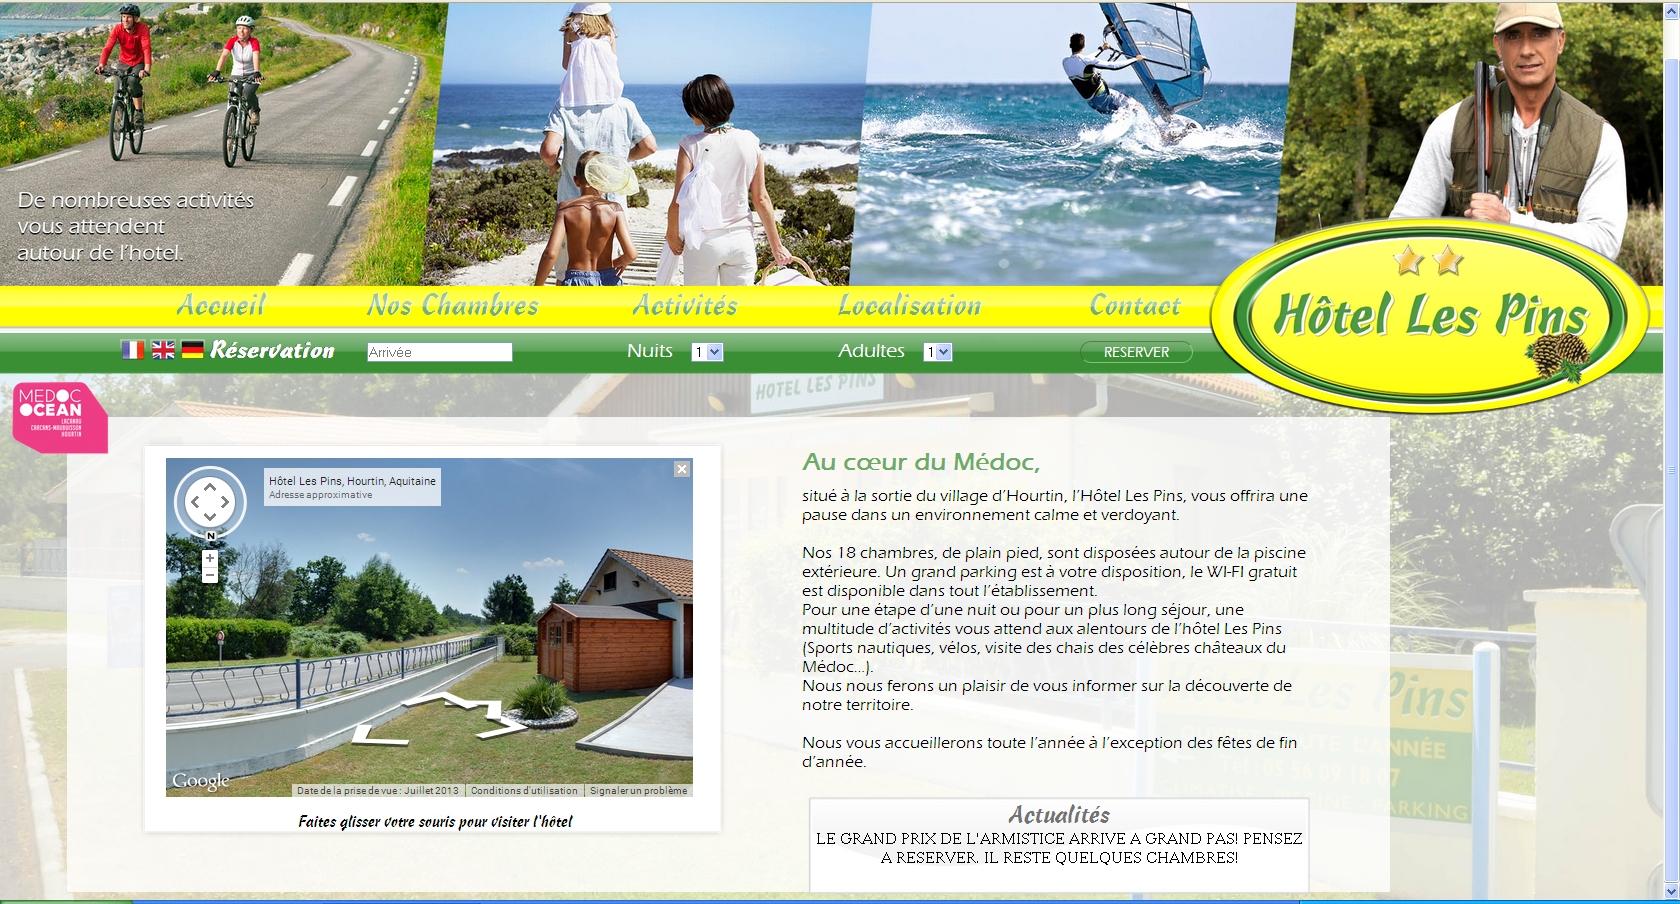 De nombreuses activités
vous attendent
autour de l'hotel.
Hôtel Les Pins
Accueil Nos Chambres Activités Localisation Contact
Réservation Arrivée Nuits 1 Adultes 1 RESERVER
MEDOC
OCEAN
LACANAU
CARCANS-MAUBUISSON
HOURTIN
HOTEL LES PINS
Hôtel Les Pins, Hourtin, Aquitaine
Adresse approximative
N
+
−
Google
Date de la prise de vue : Juillet 2013 Conditions d'utilisation Signaler un problème
Faites glisser votre souris pour visiter l'hôtel
Au cœur du Médoc,
situé à la sortie du village d'Hourtin, l'Hôtel Les Pins, vous offrira une
pause dans un environnement calme et verdoyant.
Nos 18 chambres, de plain pied, sont disposées autour de la piscine
extérieure. Un grand parking est à votre disposition, le WI-FI gratuit
est disponible dans tout l'établissement.
Pour une étape d'une nuit ou pour un plus long séjour, une
multitude d'activités vous attend aux alentours de l'hôtel Les Pins
(Sports nautiques, vélos, visite des chais des célèbres châteaux du
Médoc...).
Nous nous ferons un plaisir de vous informer sur la découverte de
notre territoire.
Nous vous accueillerons toute l'année à l'exception des fêtes de fin
d'année.
Les Pins
L'ANNÉE
PARKING
Actualités
LE GRAND PRIX DE L'ARMISTICE ARRIVE A GRAND PAS! PENSEZ
A RESERVER. IL RESTE QUELQUES CHAMBRES!